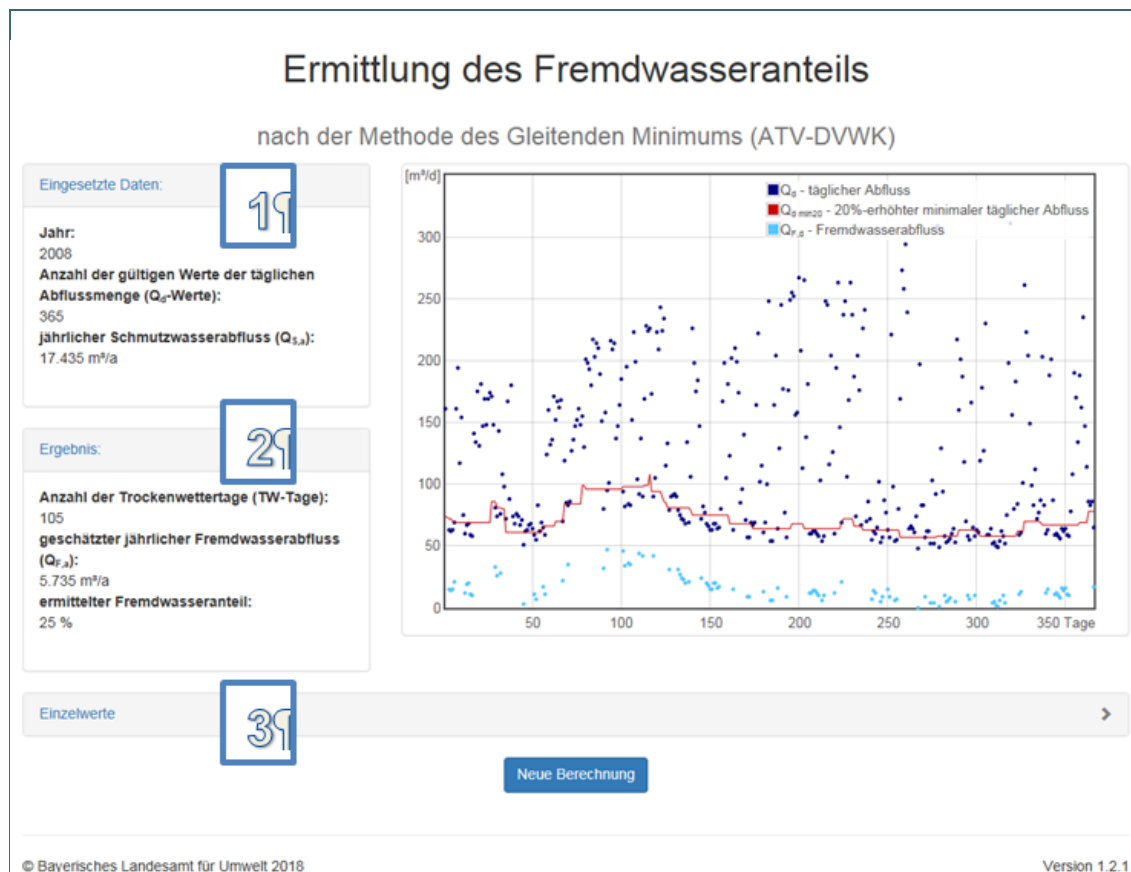 Ermittlung des Fremdwasseranteils
nach der Methode des Gleitenden Minimums (ATV-DVWK)
Eingesetzte Daten:
1¶
Jahr:
2008
Anzahl der gültigen Werte der täglichen
Abflussmenge (Qd-Werte):
365
jährlicher Schmutzwasserabfluss (QS,a):
17.435 m³/a
Ergebnis:
2¶
Anzahl der Trockenwettertage (TW-Tage):
105
geschätzter jährlicher Fremdwasserabfluss
(QF,a):
5.735 m³/a
ermittelter Fremdwasseranteil:
25 %
[m³/d]
Qd - täglicher Abfluss
Qd min20 - 20%-erhöhter minimaler täglicher Abfluss
QF,d - Fremdwasserabfluss
300
250
200
150
100
50
0
50 100 150 200 250 300 350 Tage
Einzelwerte
3¶
Neue Berechnung
© Bayerisches Landesamt für Umwelt 2018
Version 1.2.1